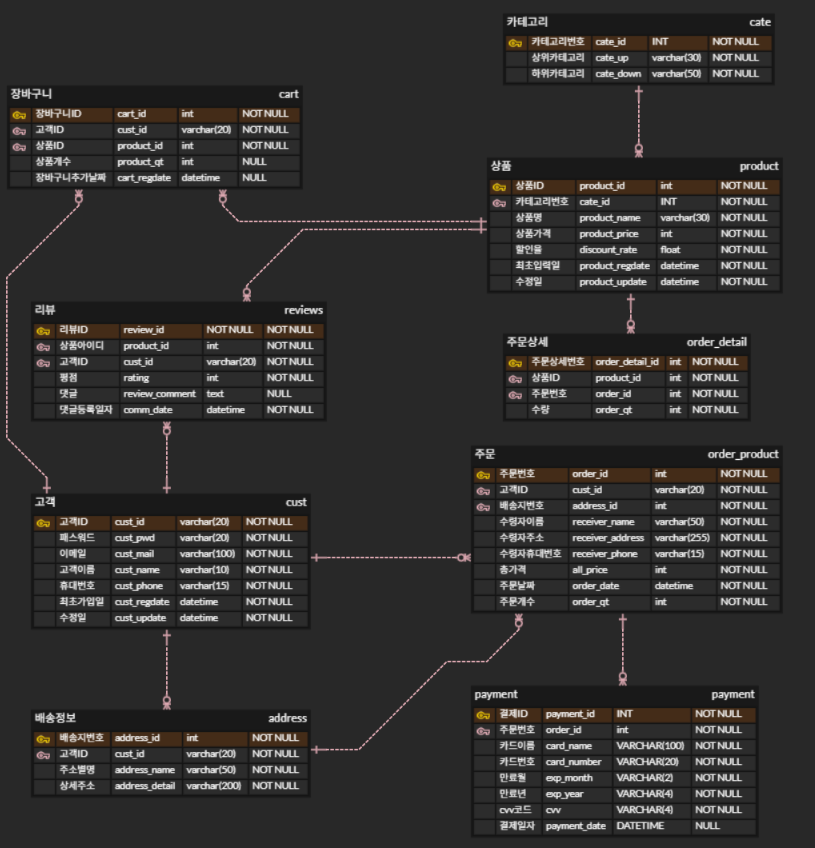 카테고리 cate
카테고리번호 cate_id INT NOT NULL
상위카테고리 cate_up varchar(30) NOT NULL
하위카테고리 cate_down varchar(50) NOT NULL
장바구니 cart
장바구니ID cart_id int NOT NULL
고객ID cust_id varchar(20) NOT NULL
상품ID product_id int NOT NULL
상품개수 product_qt int NULL
장바구니추가날짜 cart_regdate datetime NULL
상품 product
상품ID product_id int NOT NULL
카테고리번호 cate_id INT NOT NULL
상품명 product_name varchar(30) NOT NULL
상품가격 product_price int NOT NULL
할인율 discount_rate float NOT NULL
최초입력일 product_regdate datetime NOT NULL
수정일 product_update datetime NOT NULL
리뷰 reviews
리뷰ID review_id NOT NULL NOT NULL
상품아이디 product_id int NOT NULL
고객ID cust_id varchar(20) NOT NULL
평점 rating int NOT NULL
댓글 review_comment text NULL
댓글등록일자 comm_date datetime NOT NULL
주문상세 order_detail
주문상세번호 order_detail_id int NOT NULL
상품ID product_id int NOT NULL
주문번호 order_id int NOT NULL
수량 order_qt int NOT NULL
주문 order_product
주문번호 order_id int NOT NULL
고객ID cust_id varchar(20) NOT NULL
배송지번호 address_id int NOT NULL
수령자이름 receiver_name varchar(50) NOT NULL
수령자주소 receiver_address varchar(255) NOT NULL
수령자휴대번호 receiver_phone varchar(15) NOT NULL
총가격 all_price int NOT NULL
주문날짜 order_date datetime NOT NULL
주문개수 order_qt int NOT NULL
고객 cust
고객ID cust_id varchar(20) NOT NULL
패스워드 cust_pwd varchar(20) NOT NULL
이메일 cust_mail varchar(100) NOT NULL
고객이름 cust_name varchar(10) NOT NULL
휴대번호 cust_phone varchar(15) NOT NULL
최초가입일 cust_regdate datetime NOT NULL
수정일 cust_update datetime NOT NULL
배송정보 address
배송지번호 address_id int NOT NULL
고객ID cust_id varchar(20) NOT NULL
주소별명 address_name varchar(50) NOT NULL
상세주소 address_detail varchar(200) NOT NULL
payment payment
결제ID payment_id INT NOT NULL
주문번호 order_id int NOT NULL
카드이름 card_name VARCHAR(100) NOT NULL
카드번호 card_number VARCHAR(20) NOT NULL
만료월 exp_month VARCHAR(2) NOT NULL
만료년 exp_year VARCHAR(4) NOT NULL
cvv코드 cvv VARCHAR(4) NOT NULL
결제일자 payment_date DATETIME NULL